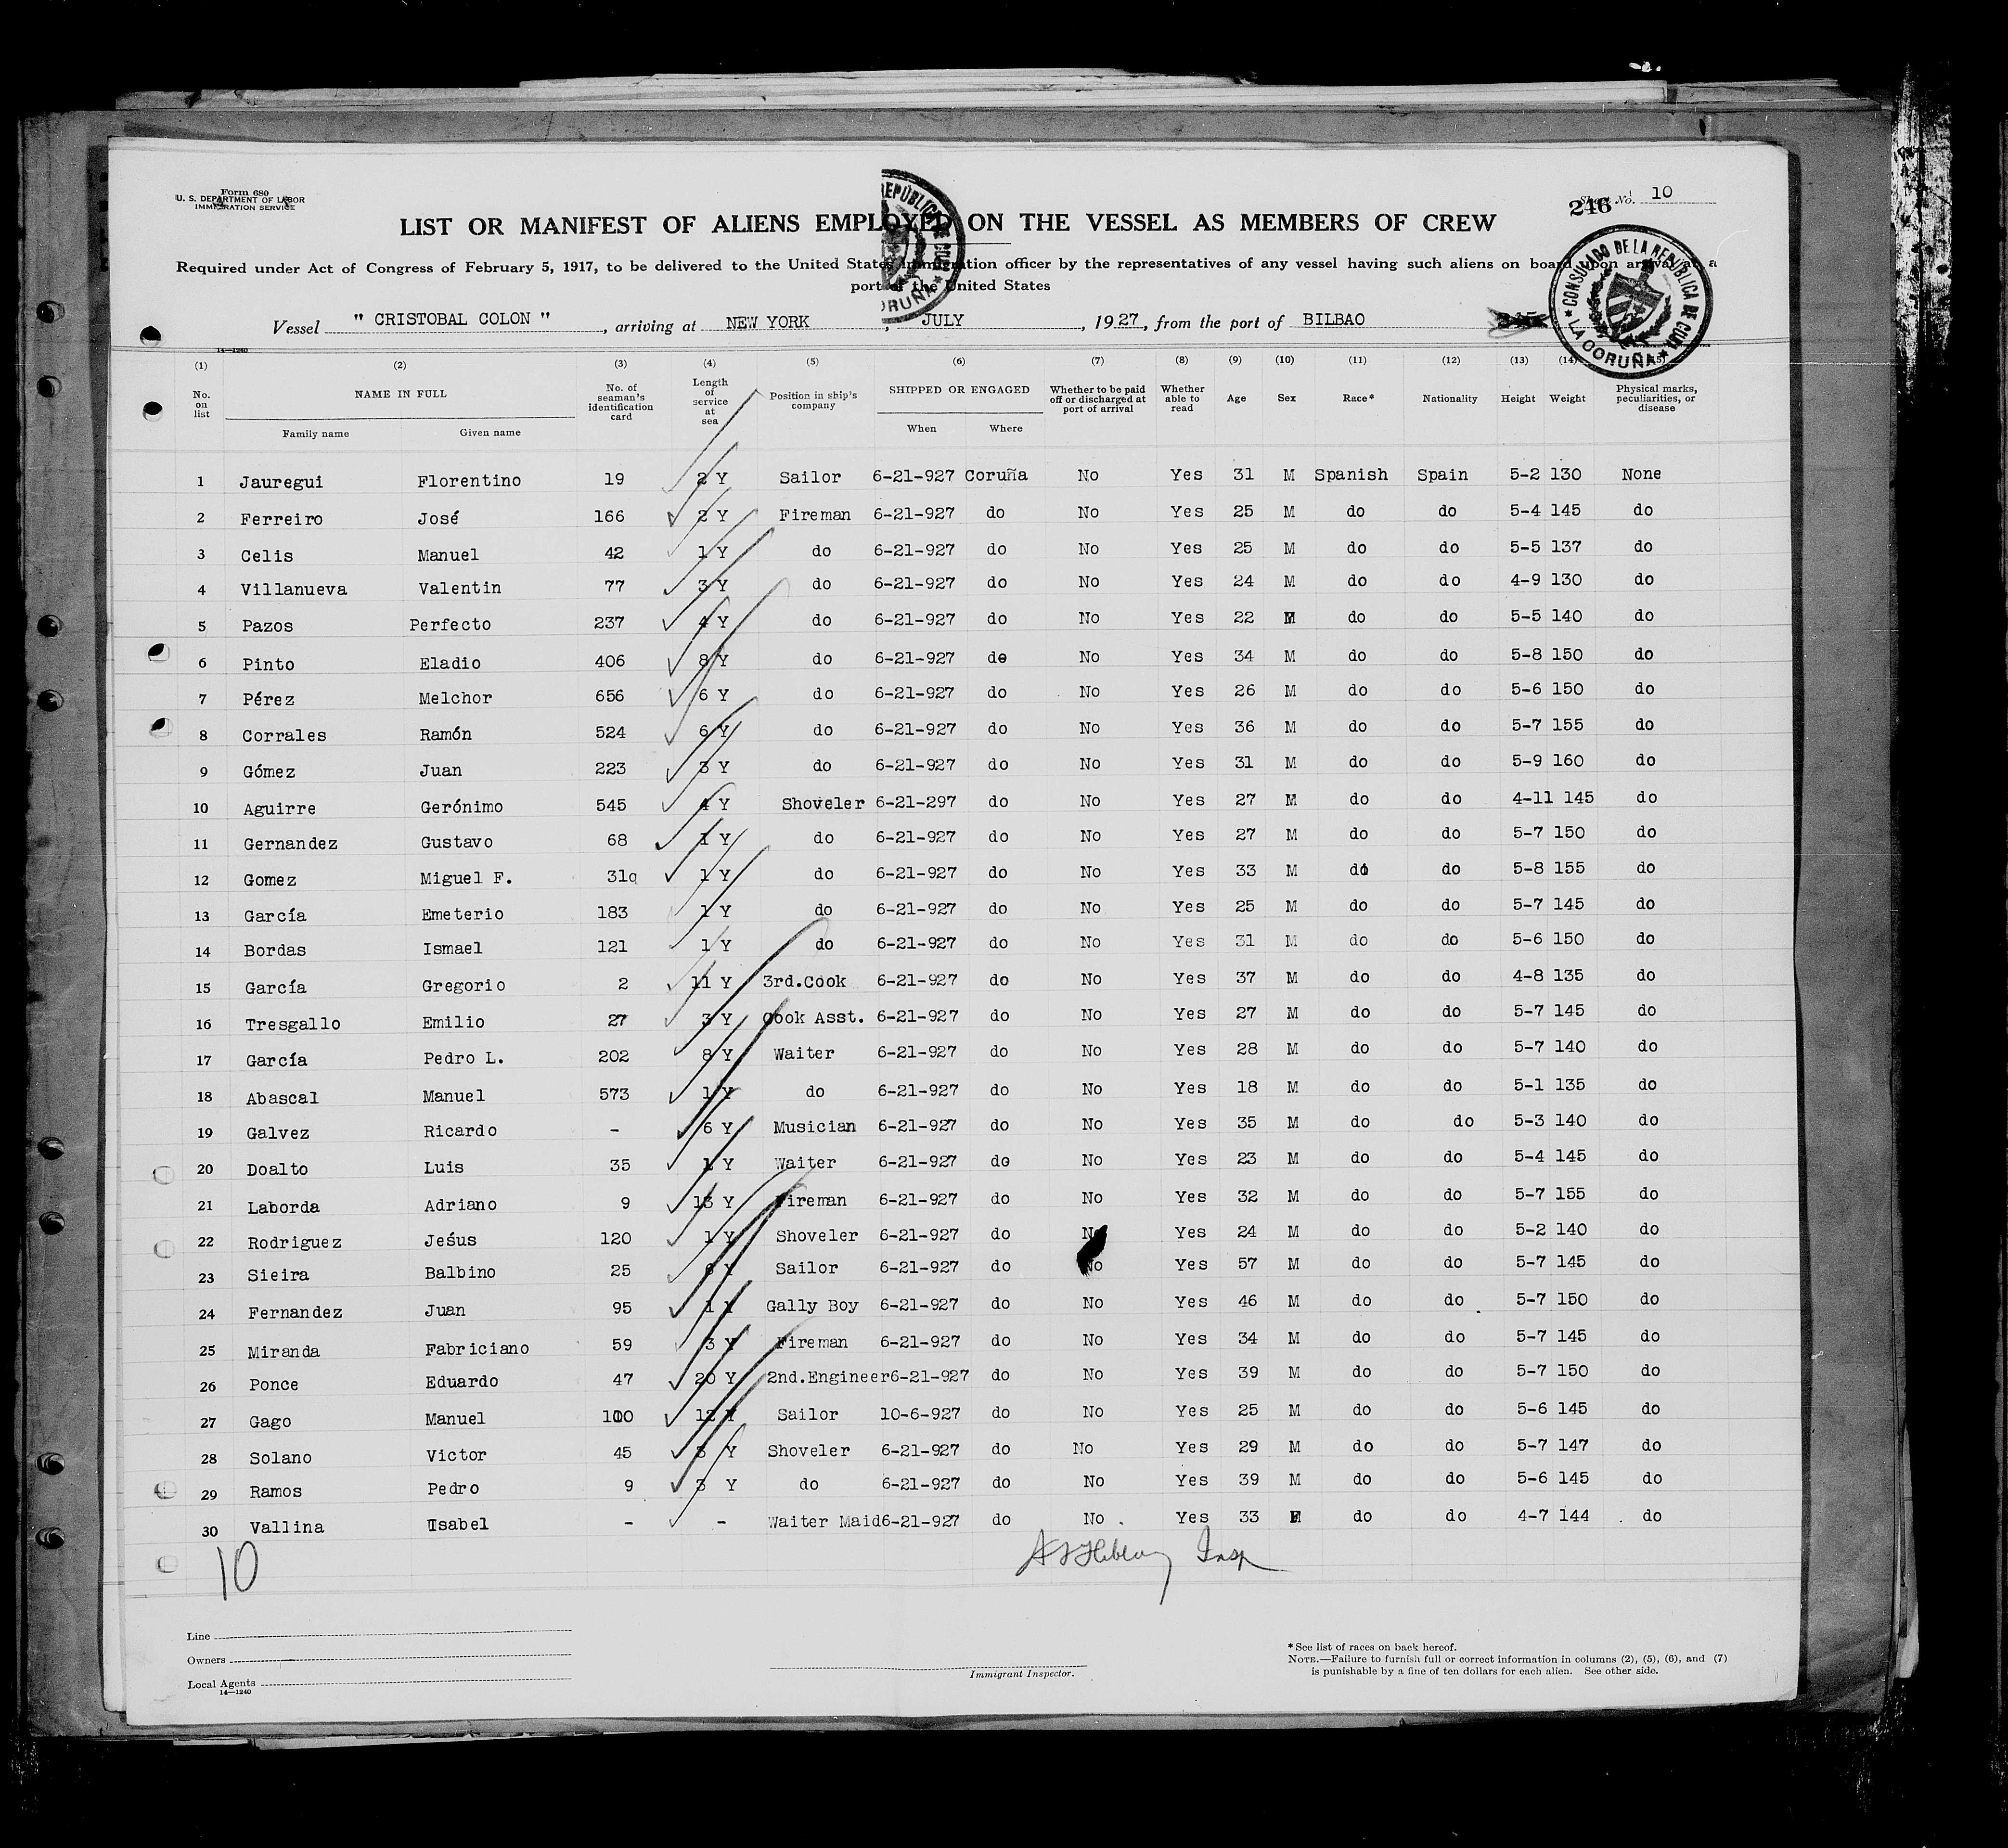 Form 680
U. S. DEPARTMENT OF LABOR
IMMIGRATION SERVICE
Sheet No. 10
246
LIST OR MANIFEST OF ALIENS EMPLOYED ON THE VESSEL AS MEMBERS OF CREW
Required under Act of Congress of February 5, 1917, to be delivered to the United States immigration officer by the representatives of any vessel having such aliens on board upon arrival at a
port of the United States
REPÚBLICA DE CUBA
CORUÑA
CONSULADO DE LA REPÚBLICA DE CUBA
LA CORUÑA
Vessel " CRISTOBAL COLON ", arriving at NEW YORK, JULY, 1927, from the port of BILBAO
14—1240
(1) (2) (3) (4) (5) (6) (7) (8) (9) (10) (11) (12) (13) (14) (15)
No. on list NAME IN FULL Family name Given name No. of seaman's identification card Length of service at sea Position in ship's company SHIPPED OR ENGAGED When Where Whether to be paid off or discharged at port of arrival Whether able to read Age Sex Race* Nationality Height Weight Physical marks, peculiarities, or disease
1 Jauregui Florentino 19 2 Y Sailor 6-21-927 Coruña No Yes 31 M Spanish Spain 5-2 130 None
2 Ferreiro José 166 2 Y Fireman 6-21-927 do No Yes 25 M do do 5-4 145 do
3 Celis Manuel 42 1 Y do 6-21-927 do No Yes 25 M do do 5-5 137 do
4 Villanueva Valentin 77 3 Y do 6-21-927 do No Yes 24 M do do 4-9 130 do
5 Pazos Perfecto 237 4 Y do 6-21-927 do No Yes 22 M do do 5-5 140 do
6 Pinto Eladio 406 8 Y do 6-21-927 do No Yes 34 M do do 5-8 150 do
7 Pérez Melchor 656 6 Y do 6-21-927 do No Yes 26 M do do 5-6 150 do
8 Corrales Ramón 524 6 Y do 6-21-927 do No Yes 36 M do do 5-7 155 do
9 Gómez Juan 223 3 Y do 6-21-927 do No Yes 31 M do do 5-9 160 do
10 Aguirre Gerónimo 545 4 Y Shoveler 6-21-297 do No Yes 27 M do do 4-11 145 do
11 Gernandez Gustavo 68 1 Y do 6-21-927 do No Yes 27 M do do 5-7 150 do
12 Gomez Miguel F. 31q 1 Y do 6-21-927 do No Yes 33 M do do 5-8 155 do
13 García Emeterio 183 1 Y do 6-21-927 do No Yes 25 M do do 5-7 145 do
14 Bordas Ismael 121 1 Y do 6-21-927 do No Yes 31 M do do 5-6 150 do
15 García Gregorio 2 11 Y 3rd.Cook 6-21-927 do No Yes 37 M do do 4-8 135 do
16 Tresgallo Emilio 27 3 Y Cook Asst. 6-21-927 do No Yes 27 M do do 5-7 145 do
17 García Pedro L. 202 8 Y Waiter 6-21-927 do No Yes 28 M do do 5-7 140 do
18 Abascal Manuel 573 1 Y do 6-21-927 do No Yes 18 M do do 5-1 135 do
19 Galvez Ricardo - 6 Y Musician 6-21-927 do No Yes 35 M do do 5-3 140 do
20 Doalto Luis 35 1 Y Waiter 6-21-927 do No Yes 23 M do do 5-4 145 do
21 Laborda Adriano 9 13 Y Fireman 6-21-927 do No Yes 32 M do do 5-7 155 do
22 Rodriguez Jeśus 120 1 Y Shoveler 6-21-927 do No Yes 24 M do do 5-2 140 do
23 Sieira Balbino 25 6 Y Sailor 6-21-927 do No Yes 57 M do do 5-7 145 do
24 Fernandez Juan 95 1 Y Gally Boy 6-21-927 do No Yes 46 M do do 5-7 150 do
25 Miranda Fabriciano 59 3 Y Fireman 6-21-927 do No Yes 34 M do do 5-7 145 do
26 Ponce Eduardo 47 20 Y 2nd.Engineer 6-21-927 do No Yes 39 M do do 5-7 150 do
27 Gago Manuel 100 12 Y Sailor 10-6-927 do No Yes 25 M do do 5-6 145 do
28 Solano Victor 45 3 Y Shoveler 6-21-927 do No Yes 29 M do do 5-7 147 do
29 Ramos Pedro 9 3 Y do 6-21-927 do No Yes 39 M do do 5-6 145 do
30 Vallina Isabel - - Waiter Maid 6-21-927 do No Yes 33 F do do 4-7 144 do
10
Insp
Line
Owners
Local Agents
14—1240
Immigrant Inspector.
* See list of races on back hereof.
NOTE.—Failure to furnish full or correct information in columns (2), (5), (6), and (7)
is punishable by a fine of ten dollars for each alien. See other side.